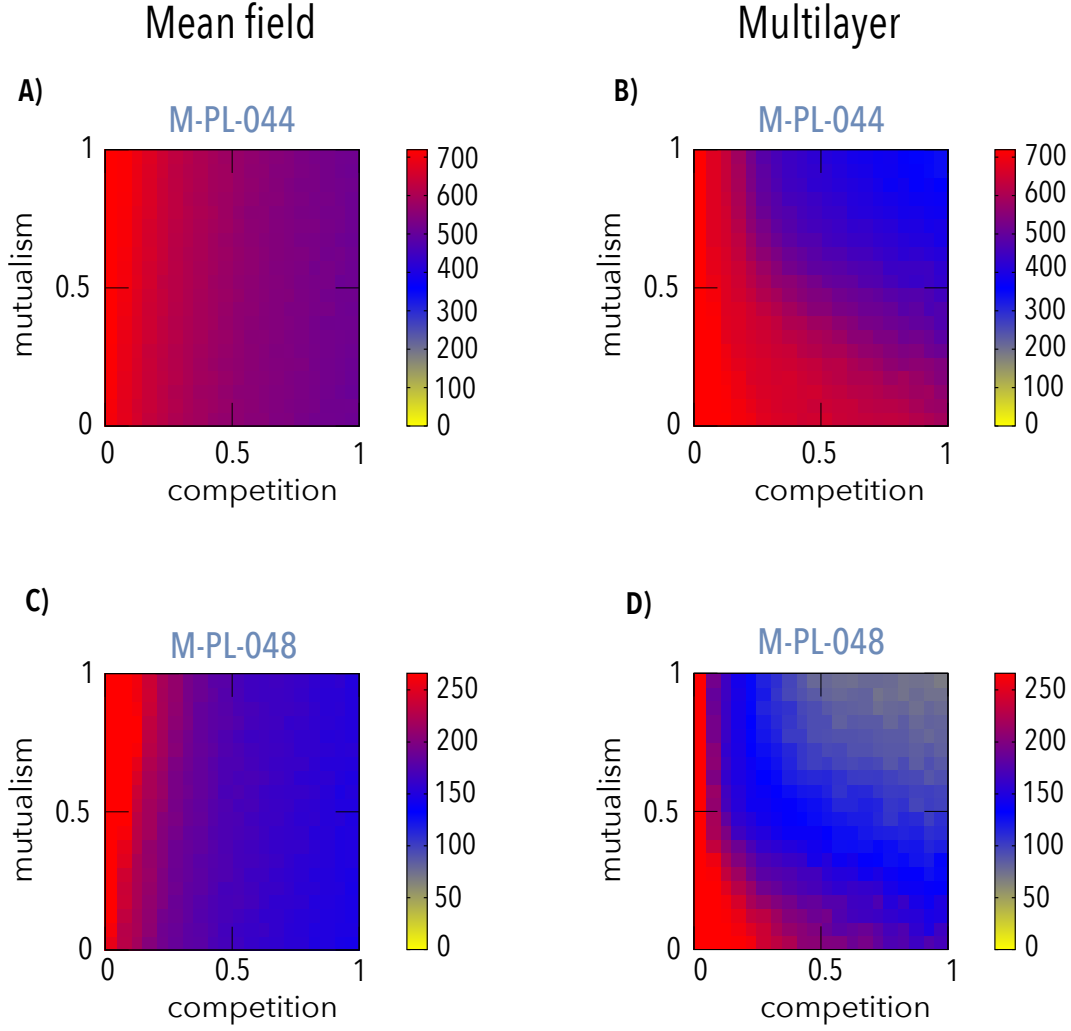 Mean field
Multilayer
A)
M-PL-044
1
0.5
0
mutualism
0
0.5
1
competition
700
600
500
400
300
200
100
0
B)
M-PL-044
1
0.5
0
mutualism
0
0.5
1
competition
700
600
500
400
300
200
100
0
C)
M-PL-048
1
0.5
0
mutualism
0
0.5
1
competition
250
200
150
100
50
0
D)
M-PL-048
1
0.5
0
mutualism
0
0.5
1
competition
250
200
150
100
50
0